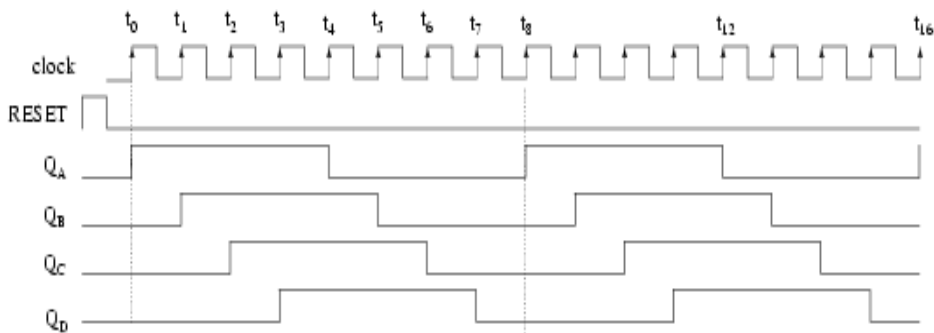 t0 t1 t2 t3 t4 t5 t6 t7 t8 t12 t16
clock
RESET
QA
QB
QC
QD